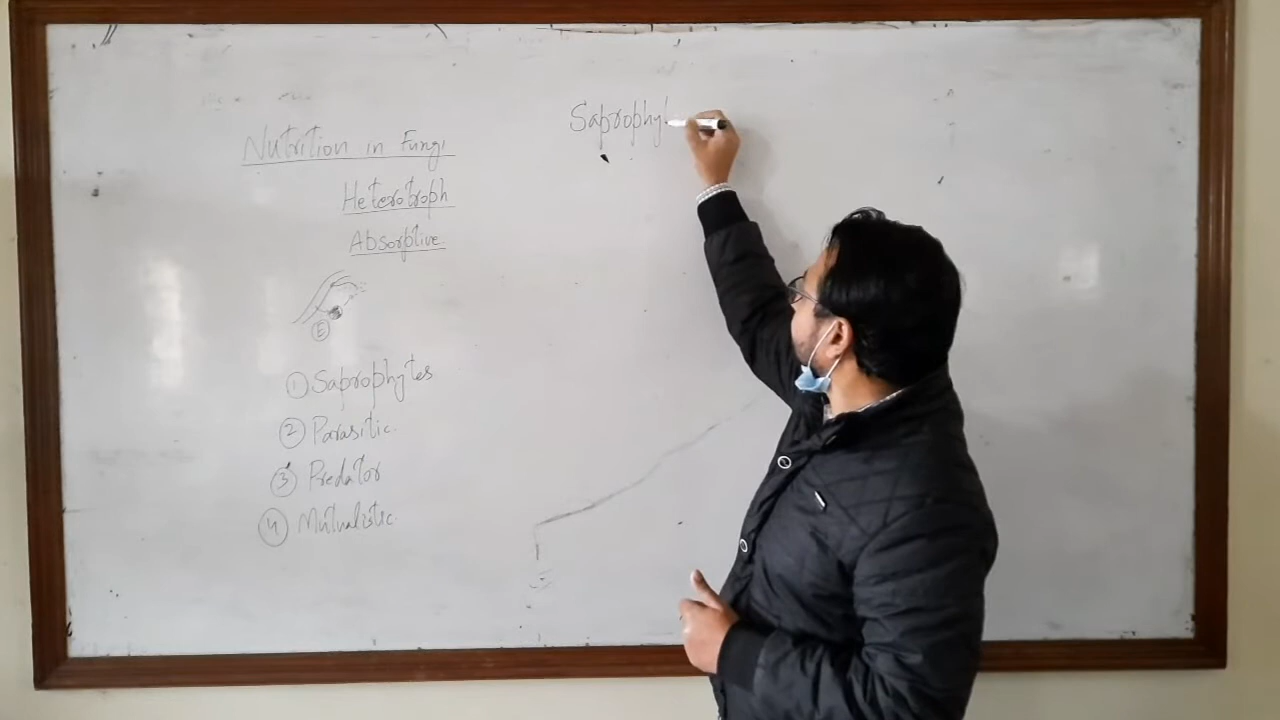 Nutrition in Fungi
Heterotroph
Absorptive
E
1 Saprophytes
2 Parasitic
3 Predator
4 Mutualistic
Saprophy